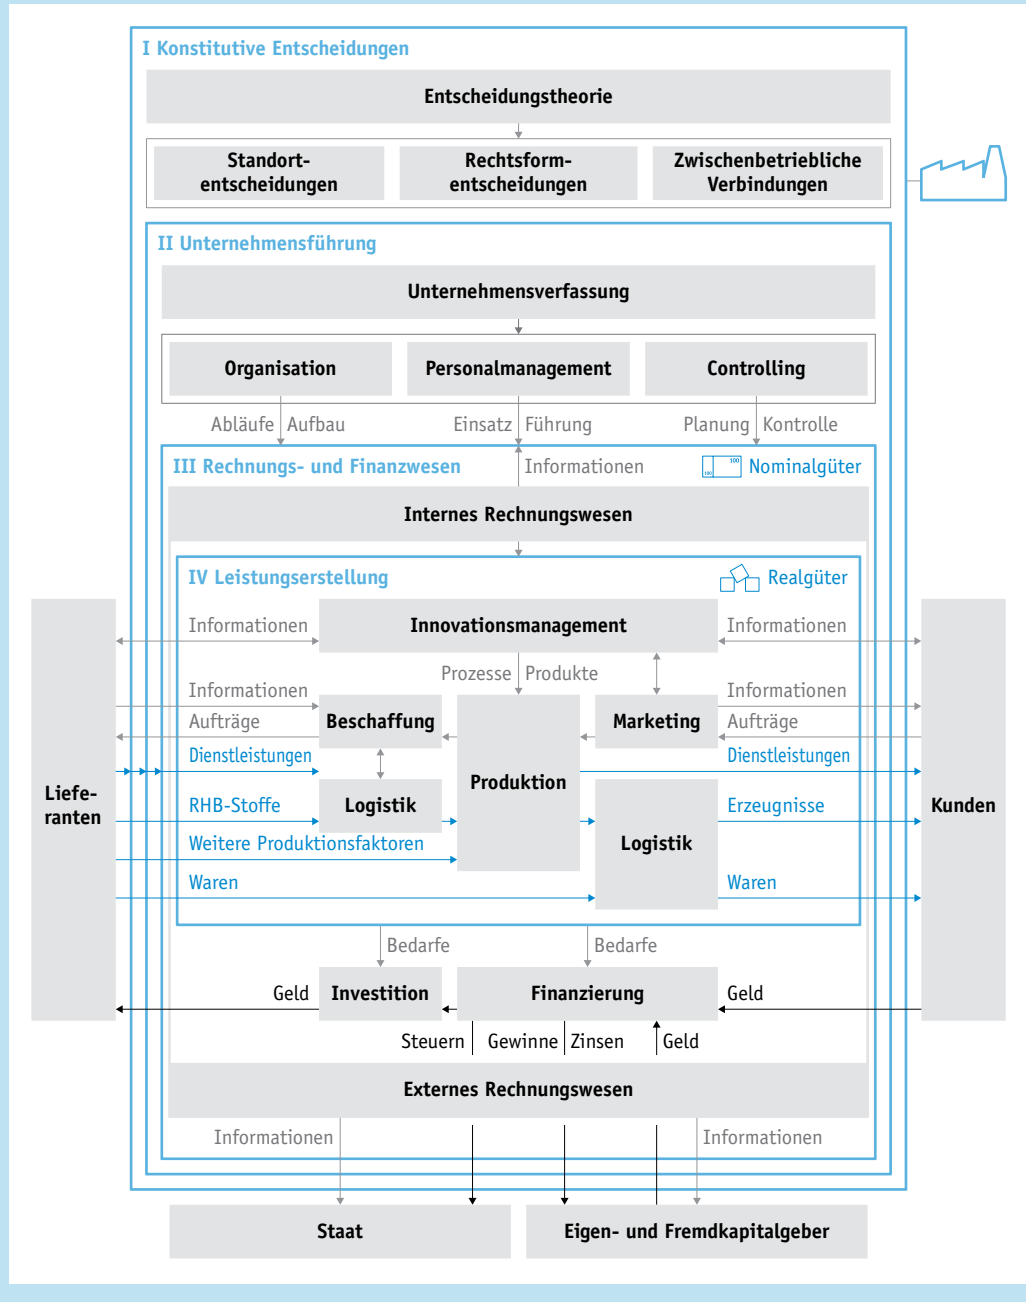 I Konstitutive Entscheidungen
Entscheidungstheorie
Standort-
entscheidungen
Rechtsform-
entscheidungen
Zwischenbetriebliche
Verbindungen
II Unternehmensführung
Unternehmensverfassung
Organisation
Personalmanagement
Controlling
Abläufe Aufbau
Einsatz Führung
Planung Kontrolle
III Rechnungs- und Finanzwesen
Informationen
100
100
Nominalgüter
Internes Rechnungswesen
IV Leistungserstellung
Realgüter
Informationen
Innovationsmanagement
Informationen
Prozesse Produkte
Informationen
Beschaffung
Marketing
Informationen
Aufträge
Aufträge
Dienstleistungen
Dienstleistungen
Produktion
Liefe-
ranten
RHB-Stoffe
Logistik
Erzeugnisse
Kunden
Weitere Produktionsfaktoren
Logistik
Waren
Waren
Bedarfe
Bedarfe
Geld
Investition
Finanzierung
Geld
Steuern
Gewinne
Zinsen
Geld
Externes Rechnungswesen
Informationen
Informationen
Staat
Eigen- und Fremdkapitalgeber